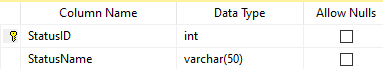 Column Name Data Type Allow Nulls
StatusID int
StatusName varchar(50)